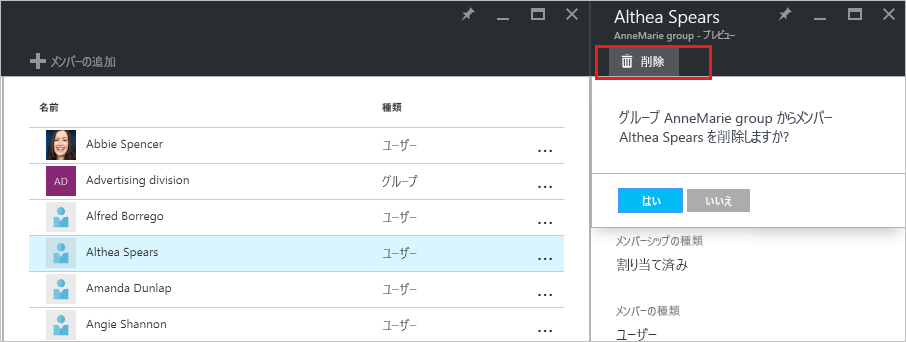 メンバーの追加
名前 種類
Abbie Spencer ユーザー ...
AD Advertising division グループ ...
Alfred Borrego ユーザー ...
Althea Spears ユーザー ...
Amanda Dunlap ユーザー ...
Angie Shannon ユーザー ...
Althea Spears
AnneMarie group - プレビュー
削除
グループ AnneMarie group からメンバー
Althea Spears を削除しますか?
はい いいえ
メンバーシップの種類
割り当て済み
メンバーの種類
ユーザー